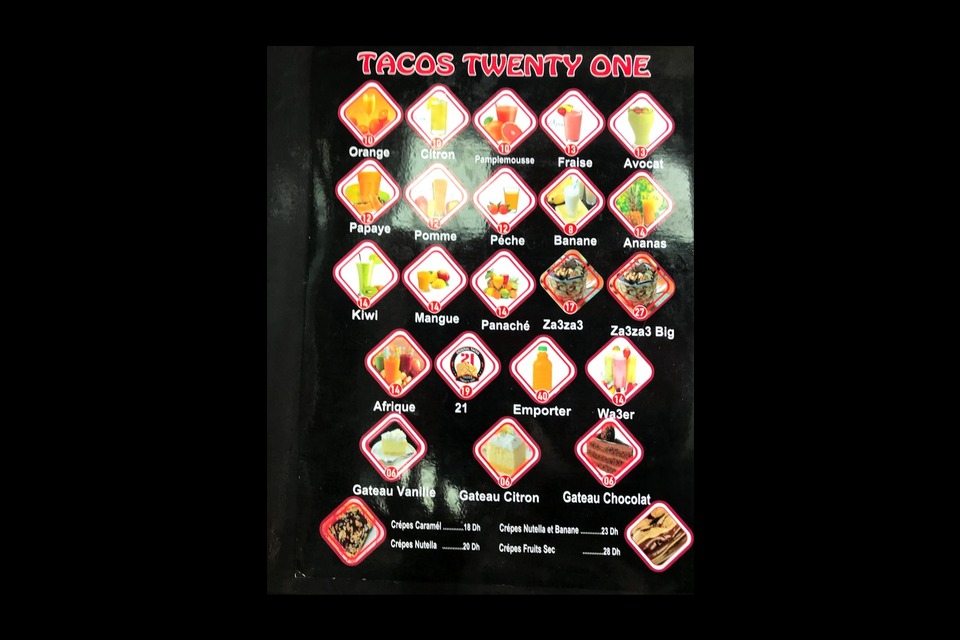 TACOS TWENTY ONE
10 10 10 13 13
Orange Citron Pamplemousse Fraise Avocat
12 12 12 8 14
Papaye Pomme Péche Banane Ananas
14 14 14 17 27
Kiwi Mangue Panaché Za3za3 Za3za3 Big
21
14 19 40 14
Afrique 21 Emporter Wa3er
06 06 06
Gateau Vanille Gateau Citron Gateau Chocolat
Crépes Caramél ..........18 Dh Crépes Nutella et Banane ..........23 Dh
Crépes Nutella ..........20 Dh Crépes Fruits Sec ..........28 Dh